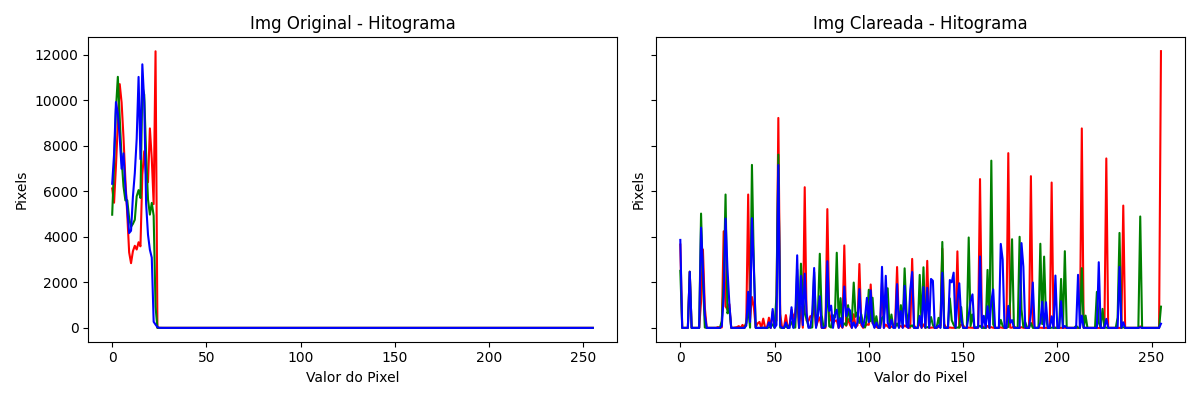 Img Original - Hitograma
Pixels
12000
10000
8000
6000
4000
2000
0
0 50 100 150 200 250
Valor do Pixel
Img Clareada - Hitograma
Pixels
0 50 100 150 200 250
Valor do Pixel